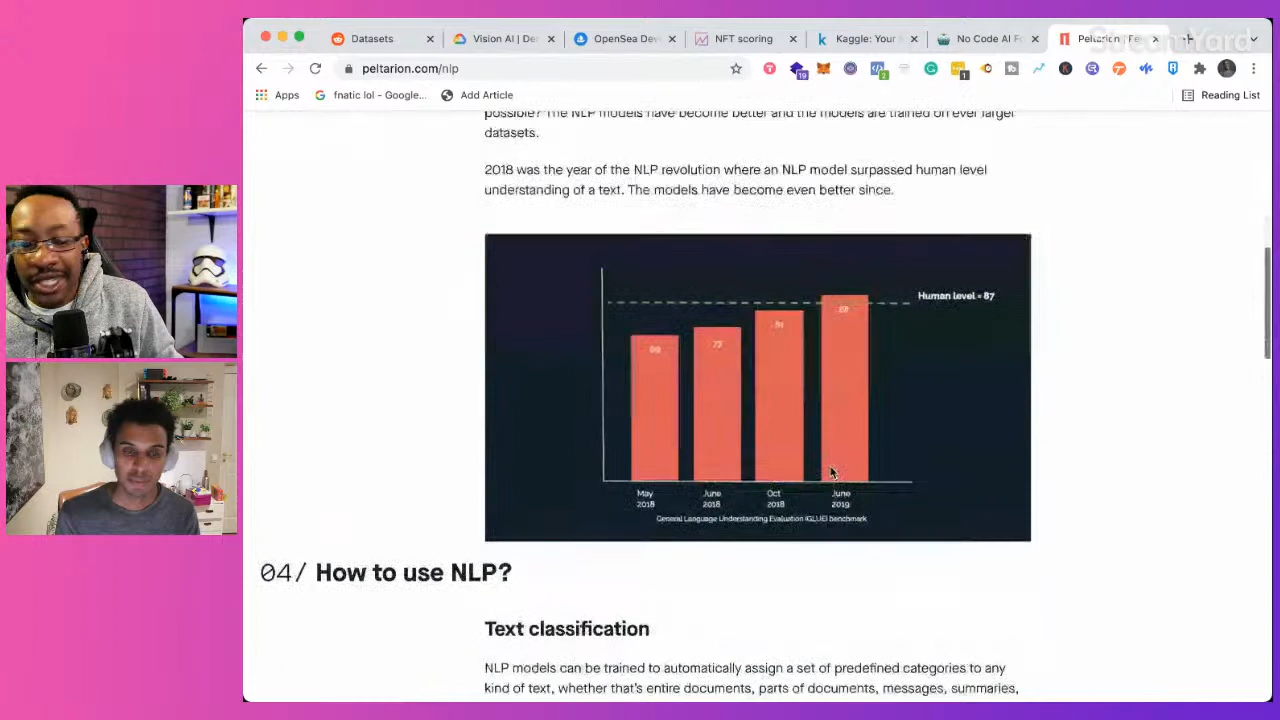 StreamYard
Datasets
Vision AI | De
OpenSea Dev
NFT scoring
Kaggle: Your
No Code AI Fo
Peltarion |
peltarion.com/nlp
19
2
1
Apps
fnatic lol - Google...
Add Article
Reading List
possible? The NLP models have become better and the models are trained on ever larger
datasets.
2018 was the year of the NLP revolution where an NLP model surpassed human level
understanding of a text. The models have become even better since.
Human level = 87
May
2018
June
2018
Oct
2018
June
2019
General Language Understanding Evaluation (GLUE) benchmark
04/ How to use NLP?
Text classification
NLP models can be trained to automatically assign a set of predefined categories to any
kind of text, whether that's entire documents, parts of documents, messages, summaries,